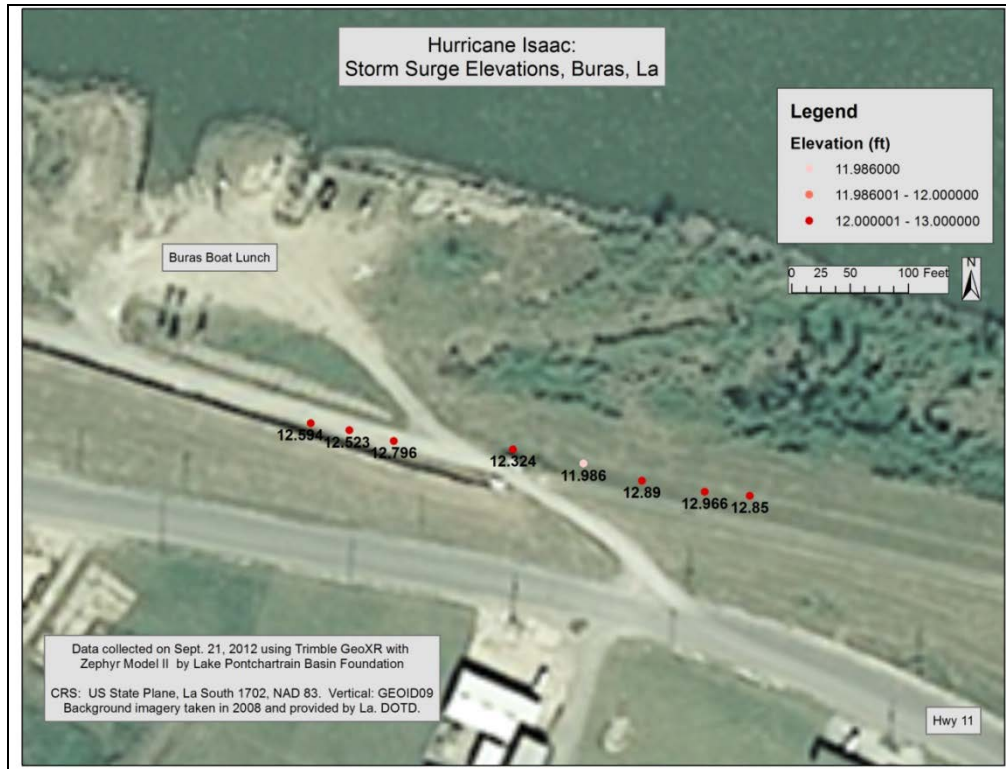 Hurricane Isaac:
Storm Surge Elevations, Buras, La
Legend
Elevation (ft)
11.986000
11.986001 - 12.000000
12.000001 - 13.000000
0 25 50 100 Feet
N
Buras Boat Lunch
12.594
12.523
12.796
12.324
11.986
12.89
12.966
12.85
Data collected on Sept. 21, 2012 using Trimble GeoXR with
Zephyr Model II by Lake Pontchartrain Basin Foundation
CRS: US State Plane, La South 1702, NAD 83. Vertical: GEOID09
Background imagery taken in 2008 and provided by La. DOTD.
Hwy 11